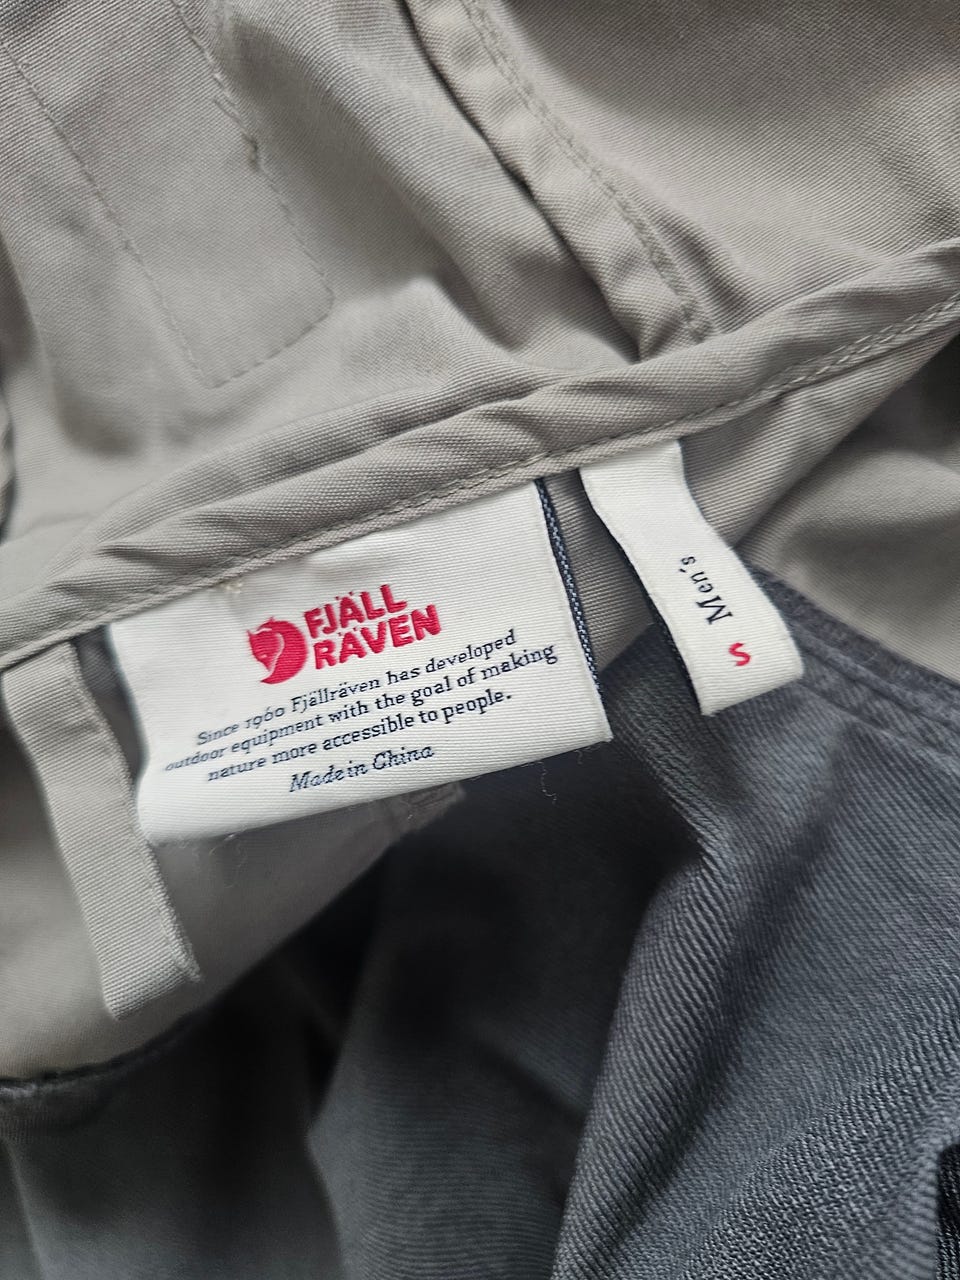 FJÄLL
RÄVEN
Since 1960 Fjällräven has developed
outdoor equipment with the goal of making
nature more accessible to people.
Made in China
Men's
S